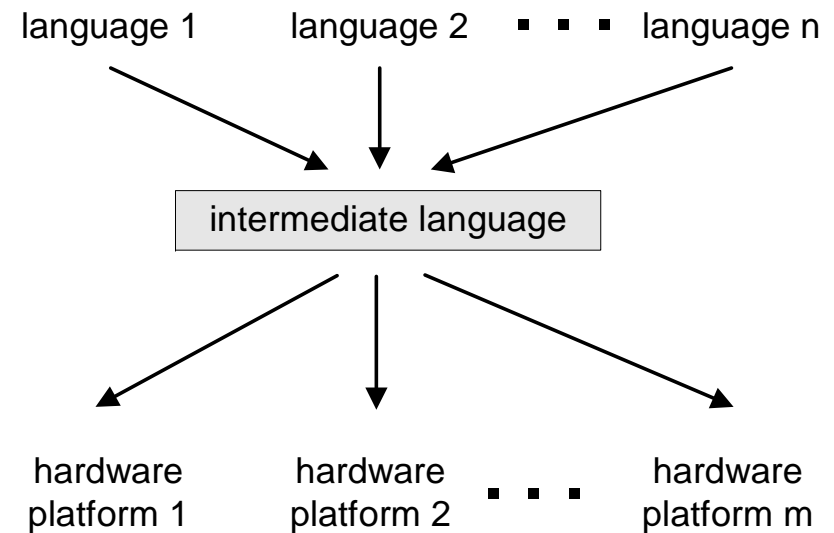 language 1 language 2 ... language n
intermediate language
hardware hardware hardware
platform 1 platform 2 ... platform m